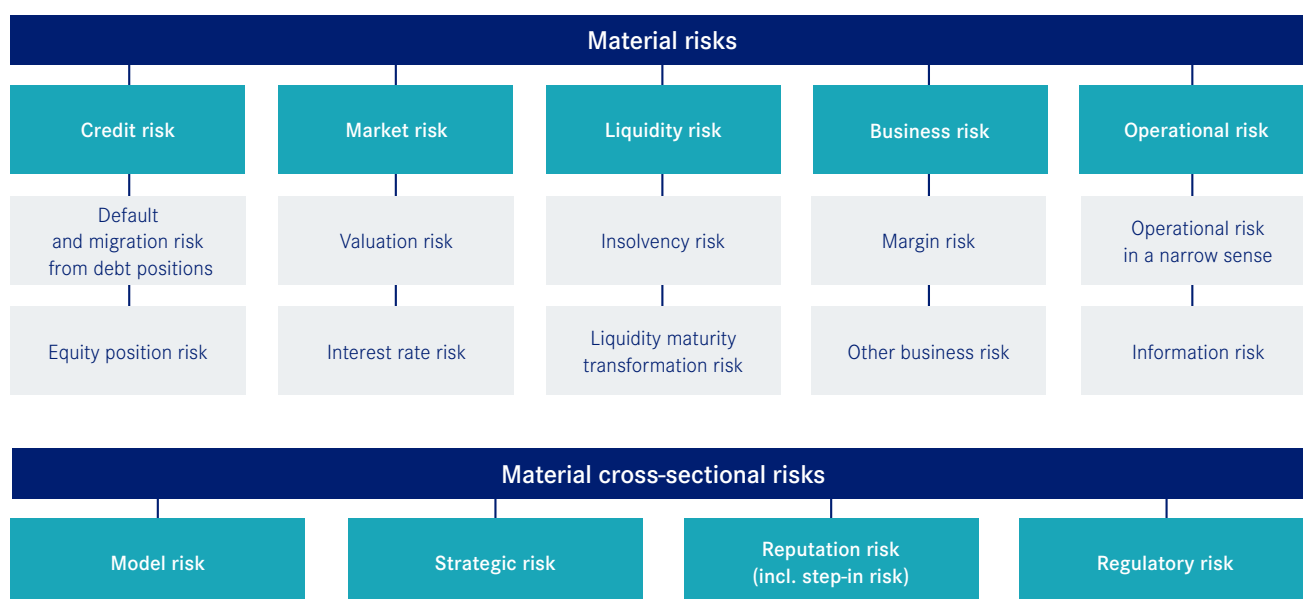 Material risks
Credit risk
Market risk
Liquidity risk
Business risk
Operational risk
Default
and migration risk
from debt positions
Valuation risk
Insolvency risk
Margin risk
Operational risk
in a narrow sense
Equity position risk
Interest rate risk
Liquidity maturity
transformation risk
Other business risk
Information risk
Material cross-sectional risks
Model risk
Strategic risk
Reputation risk
(incl. step-in risk)
Regulatory risk